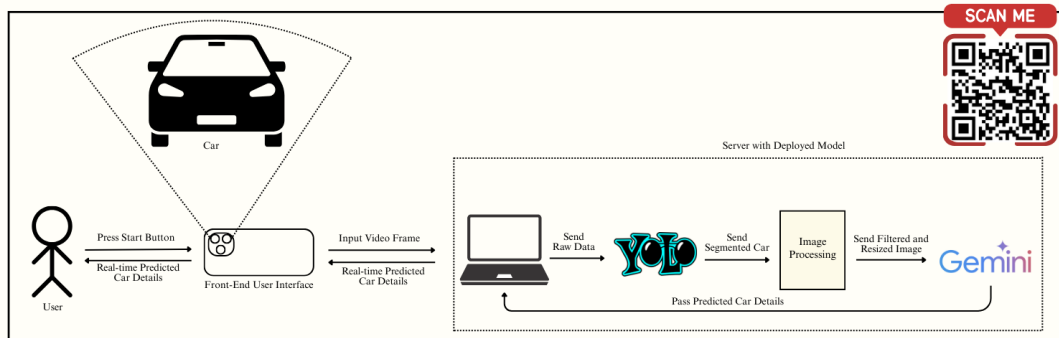 SCAN ME
Car
Server with Deployed Model
Press Start Button
Real-time Predicted
Car Details
User
Front-End User Interface
Input Video Frame
Real-time Predicted
Car Details
Send
Raw Data
YOLO
Send
Segmented Car
Image
Processing
Send Filtered and
Resized Image
Gemini
Pass Predicted Car Details